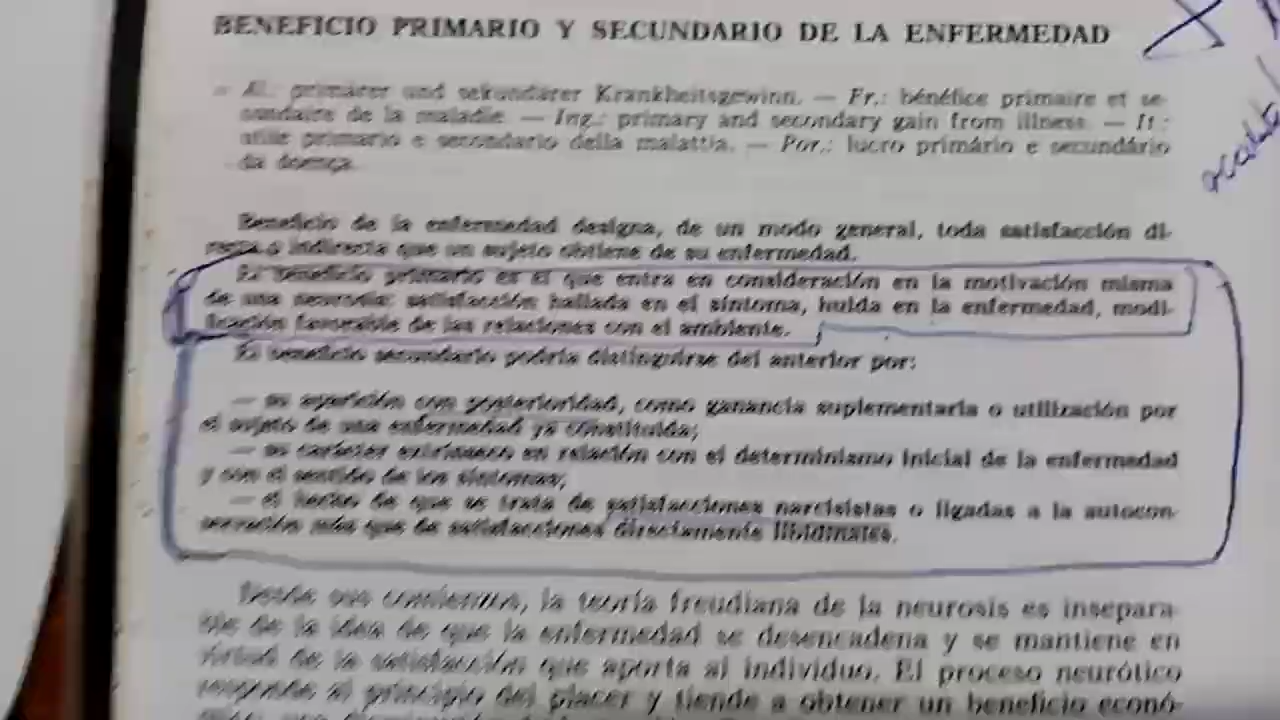 BENEFICIO PRIMARIO Y SECUNDARIO DE LA ENFERMEDAD
— Al.: primärer und sekundärer Krankheitsgewinn. — Fr.: bénéfice primaire et se-
condaire de la maladie. — Ing.: primary and secondary gain from illness. — It.:
utile primario e secondario della malattia. — Por.: lucro primário e secundário
da doença.
Beneficio de la enfermedad designa, de un modo general, toda satisfacción di-
recta o indirecta que un sujeto obtiene de su enfermedad.
El beneficio primario es el que entra en consideración en la motivación misma
de una neurosis: satisfacción hallada en el síntoma, huida en la enfermedad, modi-
ficación favorable de las relaciones con el ambiente.
El beneficio secundario podría distinguirse del anterior por:
— su aparición con posterioridad, como ganancia suplementaria o utilización por
el sujeto de una enfermedad ya constituida;
— su carácter extrínseco en relación con el determinismo inicial de la enfermedad
y con el sentido de los síntomas;
— el hecho de que se trata de satisfacciones narcisistas o ligadas a la autocon-
servación más que de satisfacciones directamente libidinales.
Desde sus comienzos, la teoría freudiana de la neurosis es insepara-
ble de la idea de que la enfermedad se desencadena y se mantiene en
virtud de la satisfacción que aporta al individuo. El proceso neurótico
responde al principio del placer y tiende a obtener un beneficio econó-